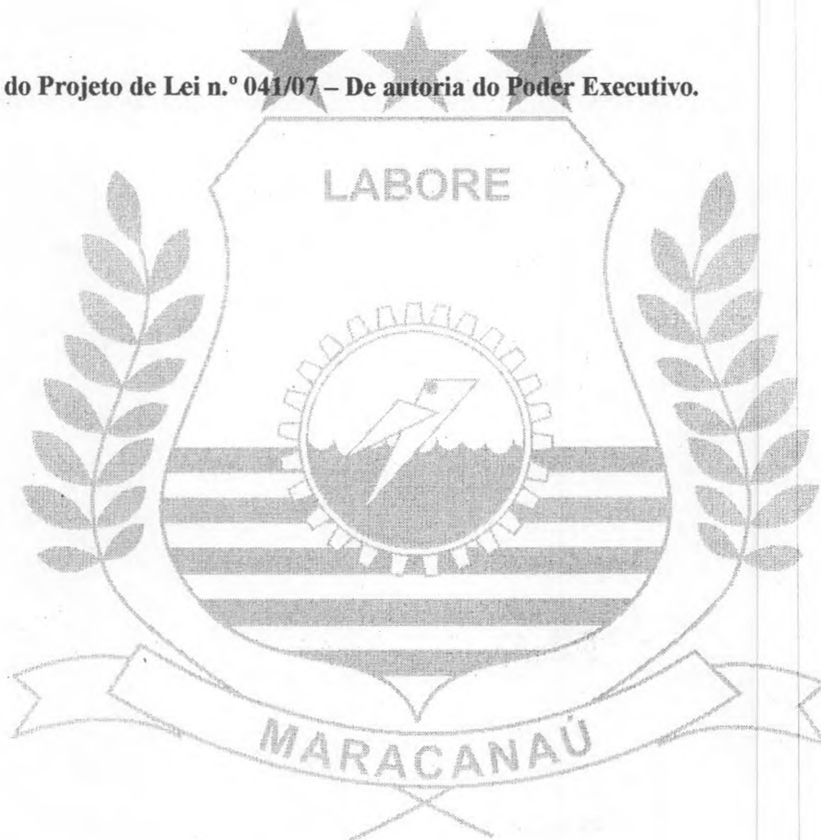 do Projeto de Lei n.º 041/07 – De autoria do Poder Executivo.
LABORE
MARACANAÚ